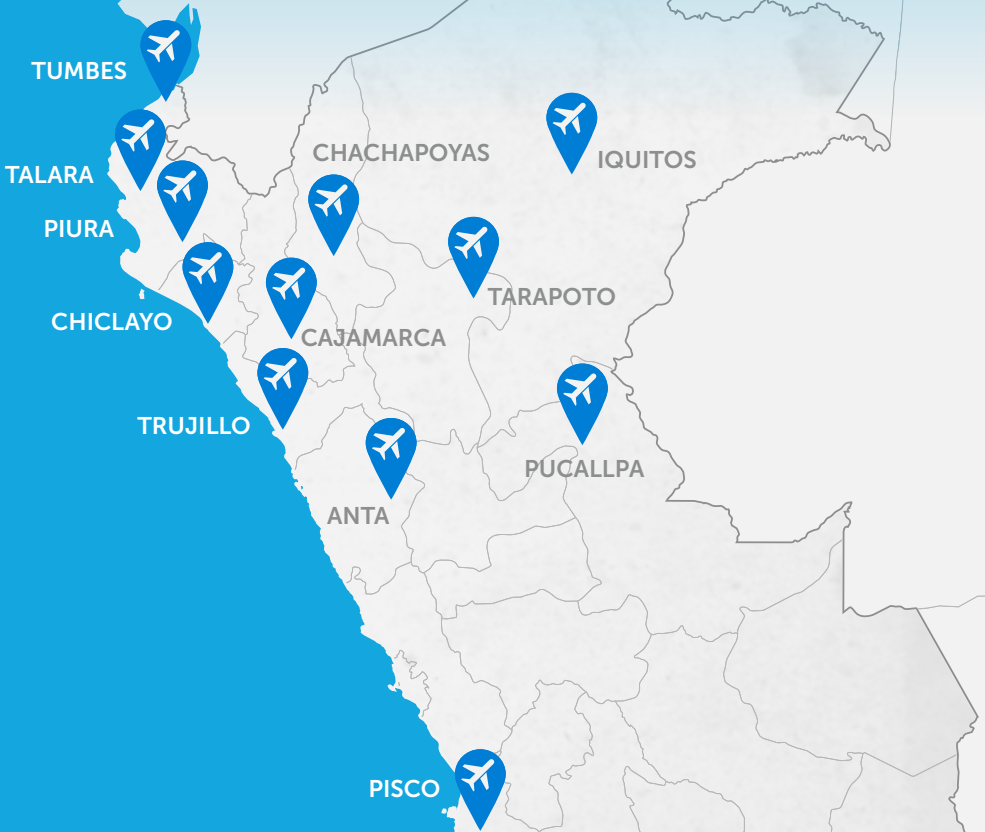 TUMBES
CHACHAPOYAS
IQUITOS
TALARA
PIURA
TARAPOTO
CHICLAYO
CAJAMARCA
TRUJILLO
PUCALLPA
ANTA
PISCO